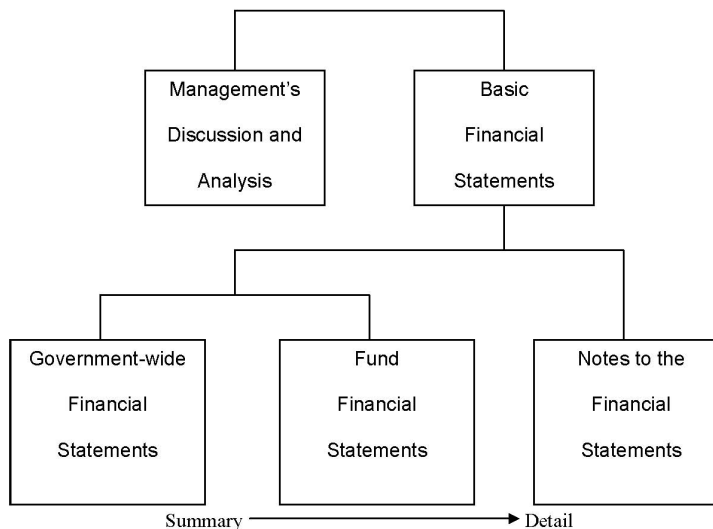 Management's
Discussion and
Analysis
Basic
Financial
Statements
Government-wide
Financial
Statements
Fund
Financial
Statements
Notes to the
Financial
Statements
Summary
Detail